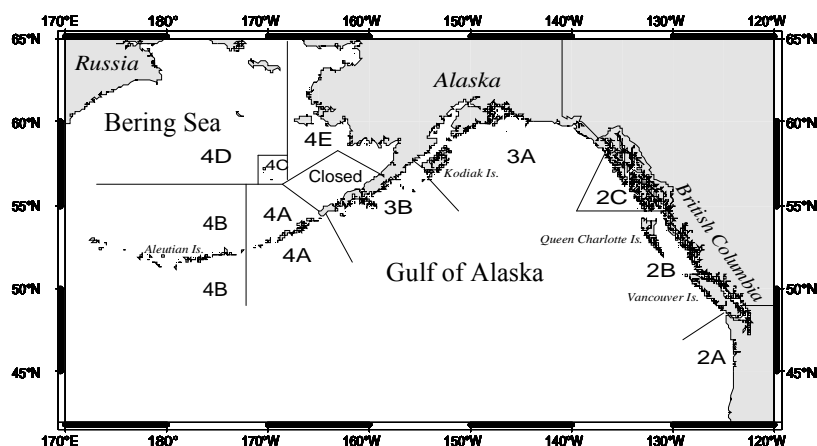 170°E 180° 170°W 160°W 150°W 140°W 130°W 120°W
65°N 65°N
Russia
Alaska
Bering Sea
60°N 60°N
4E
4D
4C
3A
Closed
Kodiak Is.
55°N 55°N
4B
4A
3B
2C
British Columbia
Queen Charlotte Is.
Aleutian Is.
4A
Gulf of Alaska
2B
50°N 50°N
4B
Vancouver Is.
2A
45°N 45°N
170°E 180° 170°W 160°W 150°W 140°W 130°W 120°W